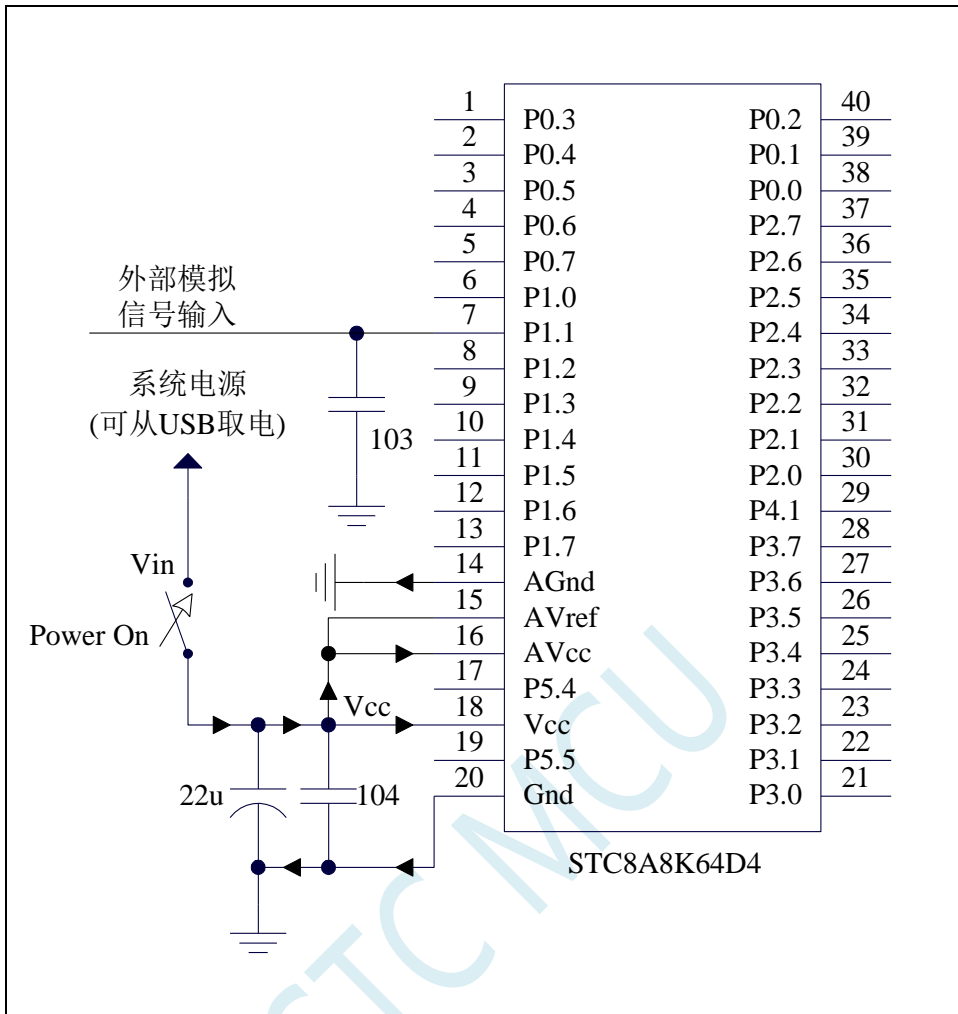 1
P0.3
P0.2
40
2
P0.4
P0.1
39
3
P0.5
P0.0
38
4
P0.6
P2.7
37
5
P0.7
P2.6
36
6
P1.0
P2.5
35
外部模拟
信号输入
7
P1.1
P2.4
34
8
P1.2
P2.3
33
系统电源
(可从USB取电)
9
P1.3
P2.2
32
103
10
P1.4
P2.1
31
11
P1.5
P2.0
30
12
P1.6
P4.1
29
13
P1.7
P3.7
28
Vin
14
AGnd
P3.6
27
15
AVref
P3.5
26
Power On
16
AVcc
P3.4
25
17
P5.4
P3.3
24
Vcc
18
Vcc
P3.2
23
19
P5.5
P3.1
22
22u
104
20
Gnd
P3.0
21
STC8A8K64D4
STC MCU